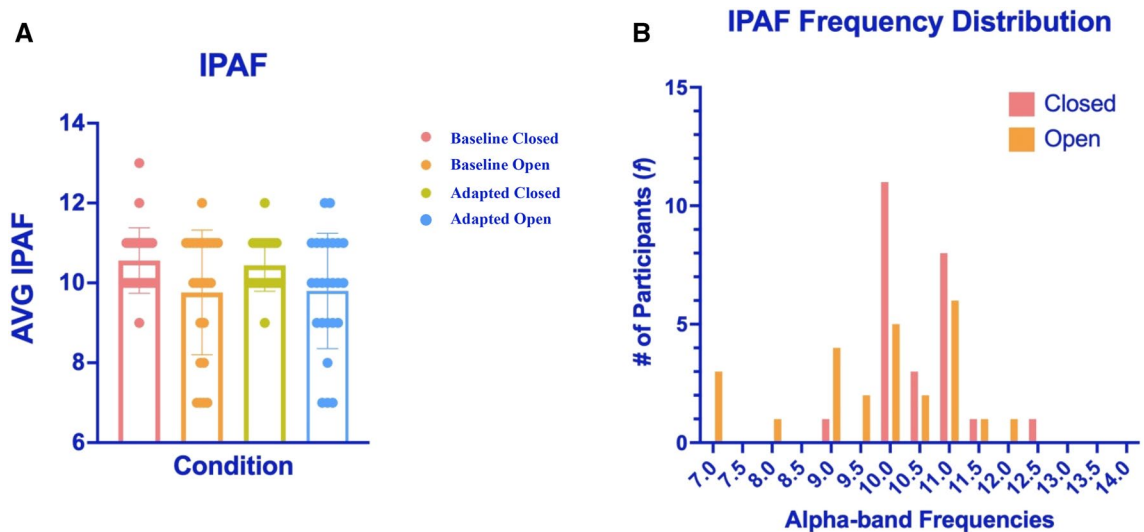 A
IPAF
14
12
10
8
6
AVG IPAF
Condition
Baseline Closed
Baseline Open
Adapted Closed
Adapted Open
B
IPAF Frequency Distribution
15
10
5
0
# of Participants (f)
Closed
Open
7.0
7.5
8.0
8.5
9.0
9.5
10.0
10.5
11.0
11.5
12.0
12.5
13.0
13.5
14.0
Alpha-band Frequencies